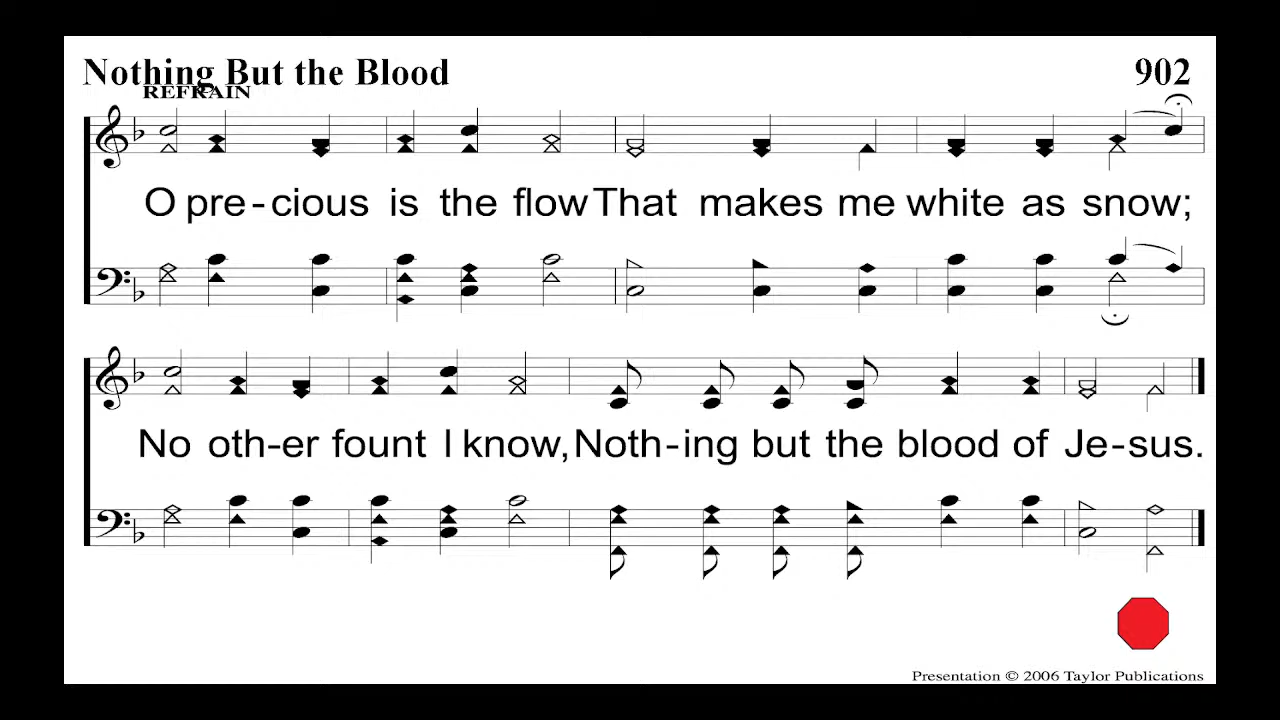 Nothing But the Blood 902
REFRAIN
O pre-cious is the flow That makes me white as snow;
No oth-er fount I know, Noth-ing but the blood of Je-sus.
Presentation © 2006 Taylor Publications